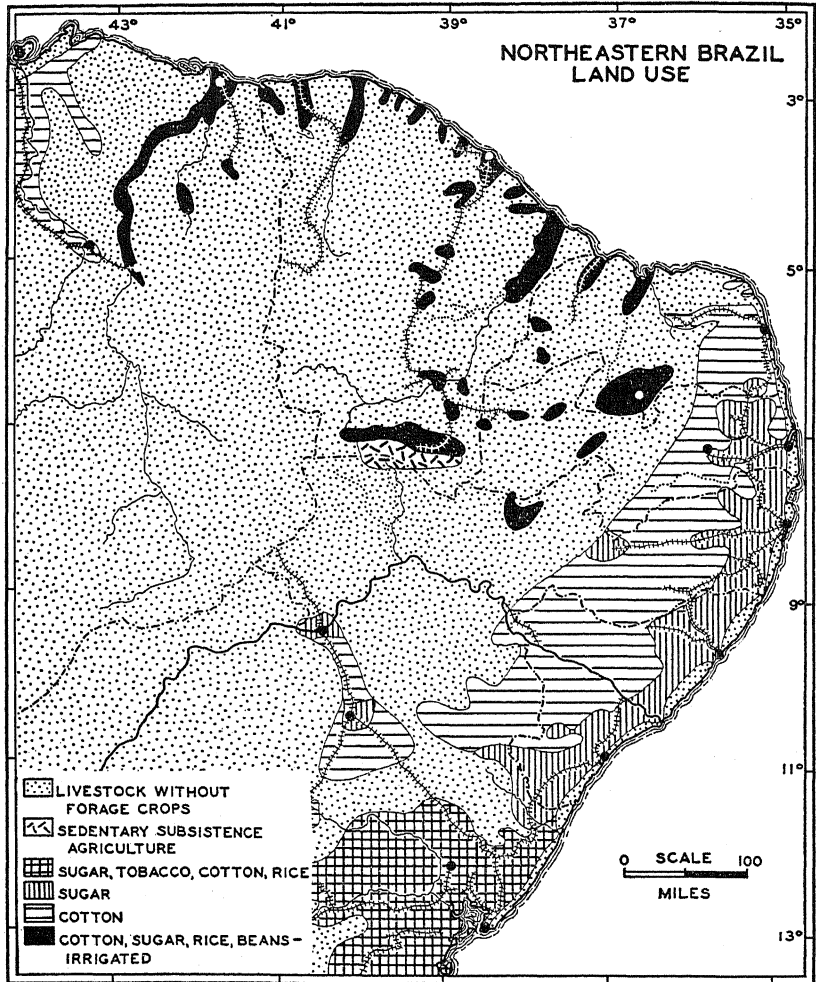 43° 41° 39° 37° 35°
NORTHEASTERN BRAZIL
LAND USE
3°
5°
9°
11°
13°
LIVESTOCK WITHOUT
FORAGE CROPS
SEDENTARY SUBSISTENCE
AGRICULTURE
SUGAR, TOBACCO, COTTON, RICE
SUGAR
COTTON
COTTON, SUGAR, RICE, BEANS-
IRRIGATED
0 SCALE 100
MILES